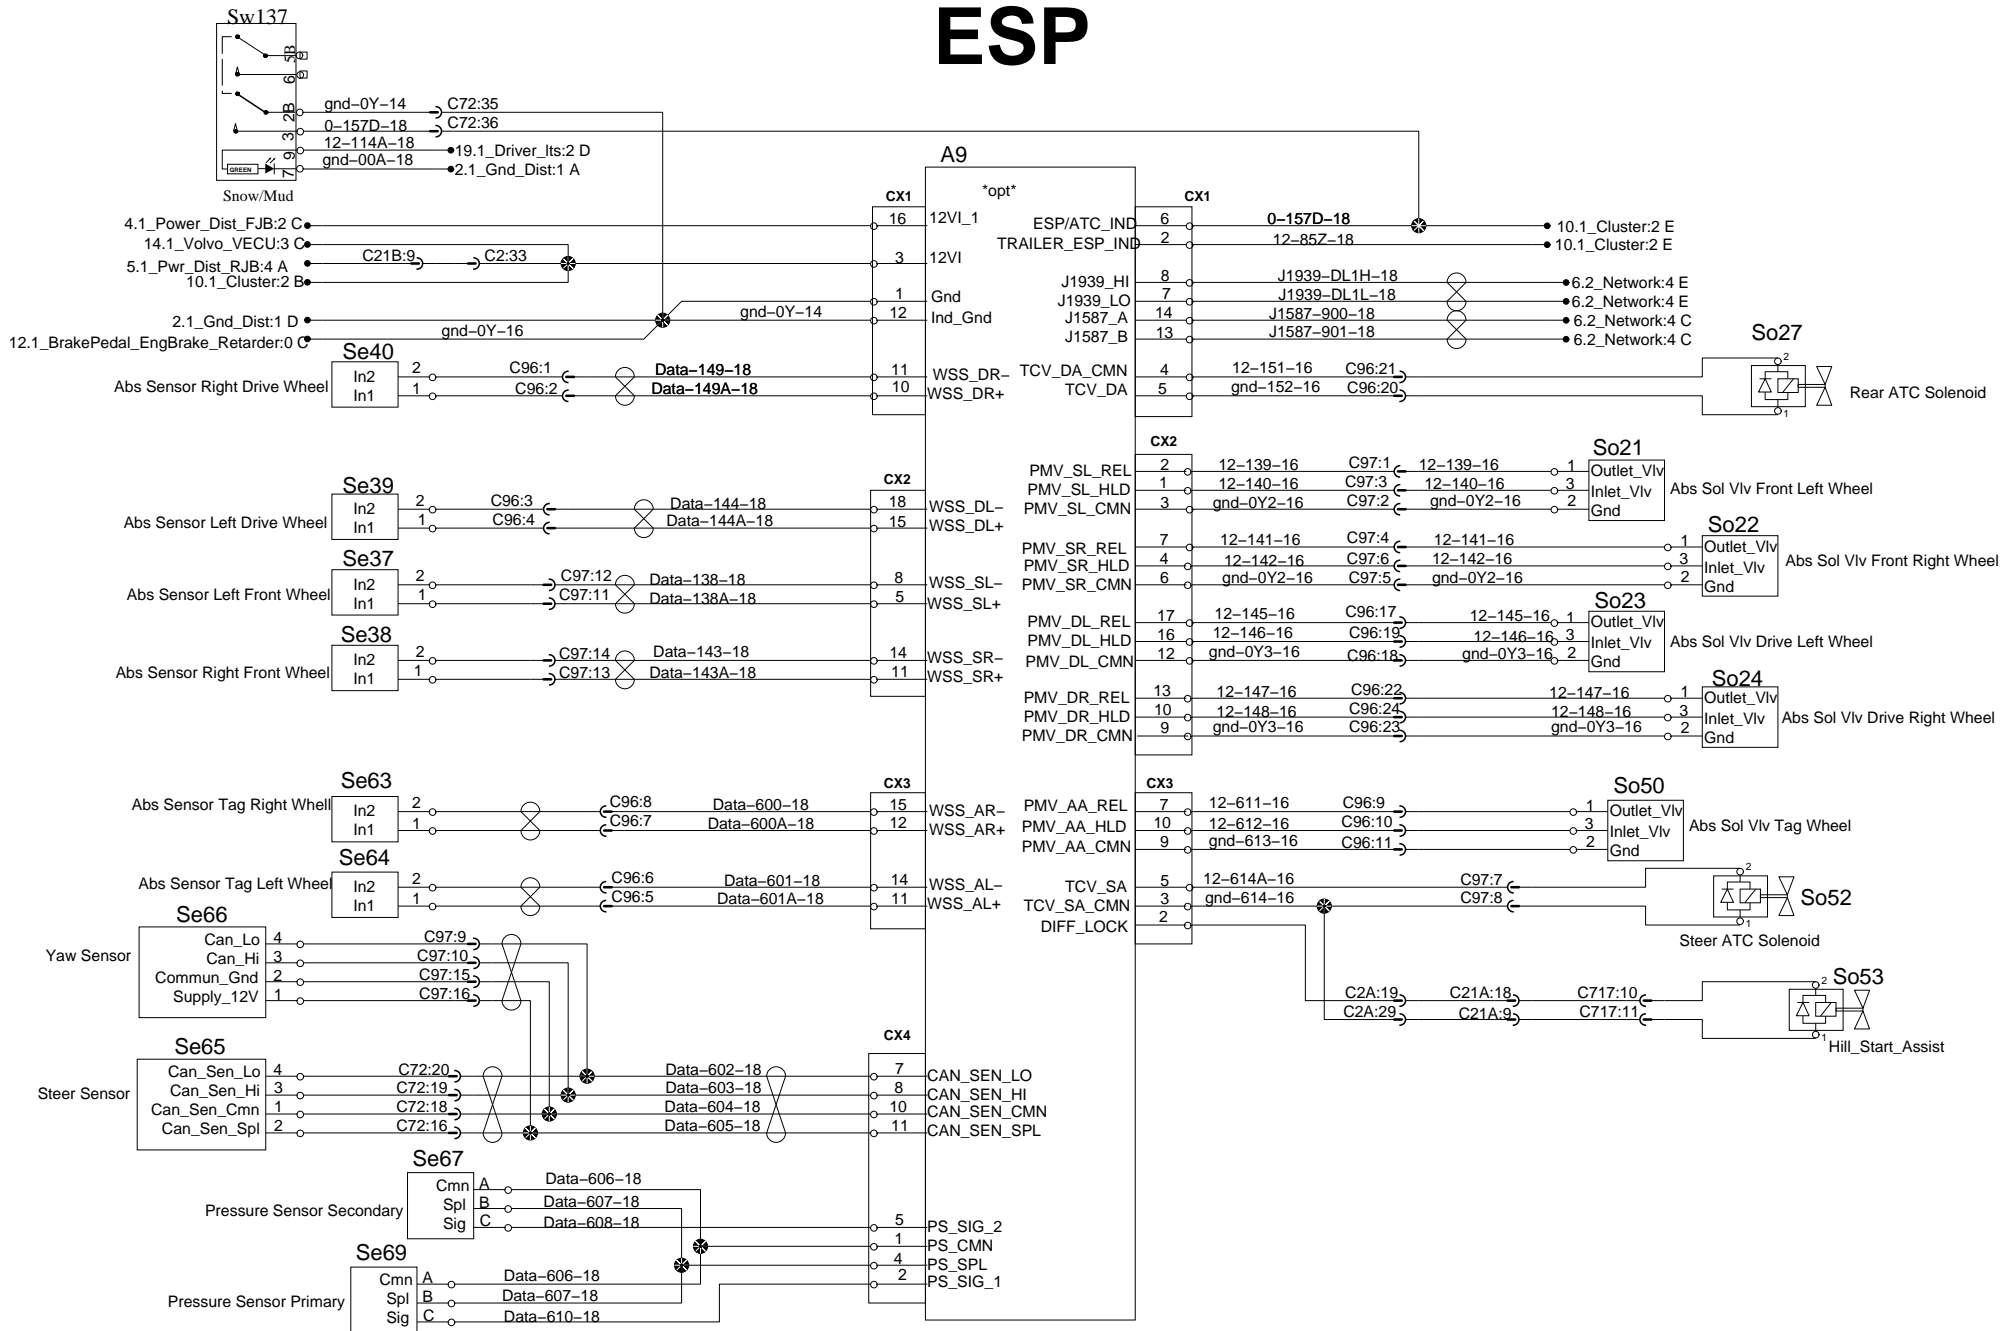 ESP
Sw137
5B
6
2B
3
9
7
GREEN
Snow/Mud
gnd-0Y-14 C72:35
0-157D-18 C72:36
12-114A-18 19.1_Driver_lts:2 D
gnd-00A-18 2.1_Gnd_Dist:1 A
A9
*opt*
CX1
4.1_Power_Dist_FJB:2 C 16 12VI_1
14.1_Volvo_VECU:3 C
5.1_Pwr_Dist_RJB:4 A C21B:9 C2:33 3 12VI
10.1_Cluster:2 B
1 Gnd
2.1_Gnd_Dist:1 D gnd-0Y-14 12 Ind_Gnd
12.1_BrakePedal_EngBrake_Retarder:0 C gnd-0Y-16
Se40
Abs Sensor Right Drive Wheel
In2 2 C96:1 Data-149-18 11 WSS_DR-
In1 1 C96:2 Data-149A-18 10 WSS_DR+
CX2
Se39
Abs Sensor Left Drive Wheel
In2 2 C96:3 Data-144-18 18 WSS_DL-
In1 1 C96:4 Data-144A-18 15 WSS_DL+
Se37
Abs Sensor Left Front Wheel
In2 2 C97:12 Data-138-18 8 WSS_SL-
In1 1 C97:11 Data-138A-18 5 WSS_SL+
Se38
Abs Sensor Right Front Wheel
In2 2 C97:14 Data-143-18 14 WSS_SR-
In1 1 C97:13 Data-143A-18 11 WSS_SR+
CX3
Se63
Abs Sensor Tag Right Whell
In2 2 C96:8 Data-600-18 15 WSS_AR-
In1 1 C96:7 Data-600A-18 12 WSS_AR+
Se64
Abs Sensor Tag Left Wheel
In2 2 C96:6 Data-601-18 14 WSS_AL-
In1 1 C96:5 Data-601A-18 11 WSS_AL+
Se66
Yaw Sensor
Can_Lo 4 C97:9
Can_Hi 3 C97:10
Commun_Gnd 2 C97:15
Supply_12V 1 C97:16
CX4
Se65
Steer Sensor
Can_Sen_Lo 4 C72:20 Data-602-18 7 CAN_SEN_LO
Can_Sen_Hi 3 C72:19 Data-603-18 8 CAN_SEN_HI
Can_Sen_Cmn 1 C72:18 Data-604-18 10 CAN_SEN_CMN
Can_Sen_Spl 2 C72:16 Data-605-18 11 CAN_SEN_SPL
Se67
Pressure Sensor Secondary
Cmn A Data-606-18
Spl B Data-607-18
Sig C Data-608-18 5 PS_SIG_2
1 PS_CMN
4 PS_SPL
2 PS_SIG_1
Se69
Pressure Sensor Primary
Cmn A Data-606-18
Spl B Data-607-18
Sig C Data-610-18
CX1
ESP/ATC_IND 6 0-157D-18 10.1_Cluster:2 E
TRAILER_ESP_IND 2 12-85Z-18 10.1_Cluster:2 E
J1939_HI 8 J1939-DL1H-18 6.2_Network:4 E
J1939_LO 7 J1939-DL1L-18 6.2_Network:4 E
J1587_A 14 J1587-900-18 6.2_Network:4 C
J1587_B 13 J1587-901-18 6.2_Network:4 C
TCV_DA_CMN 4 12-151-16 C96:21
TCV_DA 5 gnd-152-16 C96:20
So27
2
1
Rear ATC Solenoid
CX2
So21
PMV_SL_REL 2 12-139-16 C97:1 12-139-16 1 Outlet_Vlv
PMV_SL_HLD 1 12-140-16 C97:3 12-140-16 3 Inlet_Vlv
PMV_SL_CMN 3 gnd-0Y2-16 C97:2 gnd-0Y2-16 2 Gnd
Abs Sol Vlv Front Left Wheel
So22
PMV_SR_REL 7 12-141-16 C97:4 12-141-16 1 Outlet_Vlv
PMV_SR_HLD 4 12-142-16 C97:6 12-142-16 3 Inlet_Vlv
PMV_SR_CMN 6 gnd-0Y2-16 C97:5 gnd-0Y2-16 2 Gnd
Abs Sol Vlv Front Right Wheel
So23
PMV_DL_REL 17 12-145-16 C96:17 12-145-16 1 Outlet_Vlv
PMV_DL_HLD 16 12-146-16 C96:19 12-146-16 3 Inlet_Vlv
PMV_DL_CMN 12 gnd-0Y3-16 C96:18 gnd-0Y3-16 2 Gnd
Abs Sol Vlv Drive Left Wheel
So24
PMV_DR_REL 13 12-147-16 C96:22 12-147-16 1 Outlet_Vlv
PMV_DR_HLD 10 12-148-16 C96:24 12-148-16 3 Inlet_Vlv
PMV_DR_CMN 9 gnd-0Y3-16 C96:23 gnd-0Y3-16 2 Gnd
Abs Sol Vlv Drive Right Wheel
CX3
So50
PMV_AA_REL 7 12-611-16 C96:9 1 Outlet_Vlv
PMV_AA_HLD 10 12-612-16 C96:10 3 Inlet_Vlv
PMV_AA_CMN 9 gnd-613-16 C96:11 2 Gnd
Abs Sol Vlv Tag Wheel
TCV_SA 5 12-614A-16 C97:7
TCV_SA_CMN 3 gnd-614-16 C97:8
DIFF_LOCK 2
2
1
So52
Steer ATC Solenoid
C2A:19 C21A:18 C717:10
C2A:29 C21A:9 C717:11
2
1
So53
Hill_Start_Assist